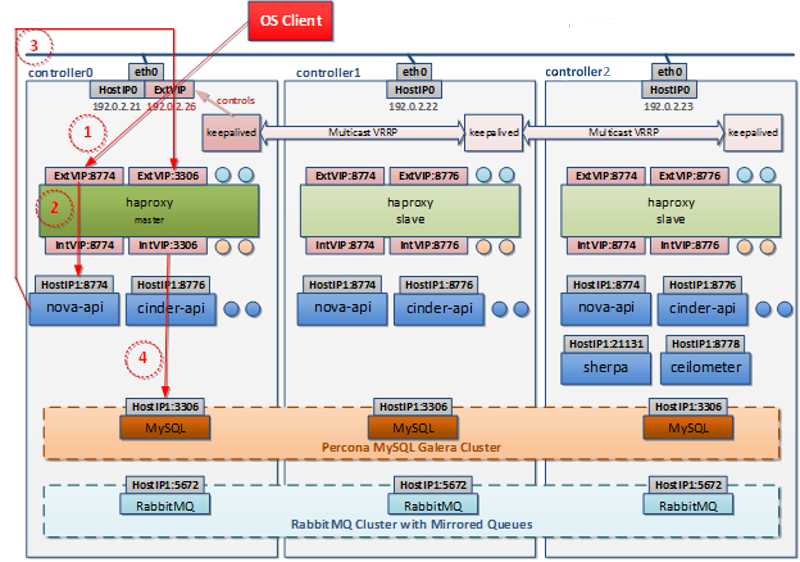 OS Client
3
eth0
eth0
eth0
controller0
controller1
controller2
HostIP0
ExtVIP
HostIP0
HostIP0
192.0.2.21
192.0.2.26
192.0.2.22
192.0.2.23
controls
1
keepalived
Multicast VRRP
keepalived
Multicast VRRP
keepalived
ExtVIP:8774
ExtVIP:3306
ExtVIP:8774
ExtVIP:8776
ExtVIP:8774
ExtVIP:8776
2
haproxy
master
haproxy
slave
haproxy
slave
IntVIP:8774
IntVIP:3306
IntVIP:8774
IntVIP:8776
IntVIP:8774
IntVIP:8776
HostIP1:8774
HostIP1:8776
HostIP1:8774
HostIP1:8776
HostIP1:8774
HostIP1:8776
nova-api
cinder-api
nova-api
cinder-api
nova-api
cinder-api
4
HostIP1:21131
HostIP1:8778
sherpa
ceilometer
HostIP1:3306
HostIP1:3306
HostIP1:3306
MySQL
MySQL
MySQL
Percona MySQL Galera Cluster
HostIP1:5672
HostIP1:5672
HostIP1:5672
RabbitMQ
RabbitMQ
RabbitMQ
RabbitMQ Cluster with Mirrored Queues